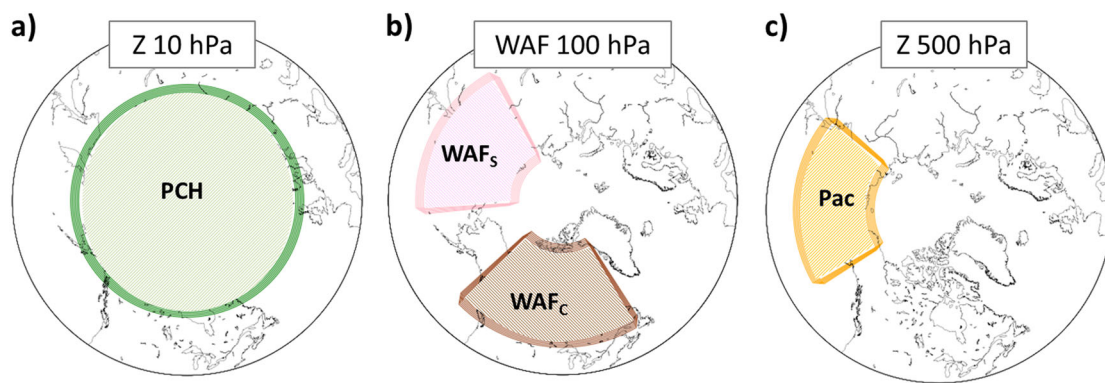 a)
Z 10 hPa
PCH
b)
WAF 100 hPa
WAFS
WAFC
c)
Z 500 hPa
Pac